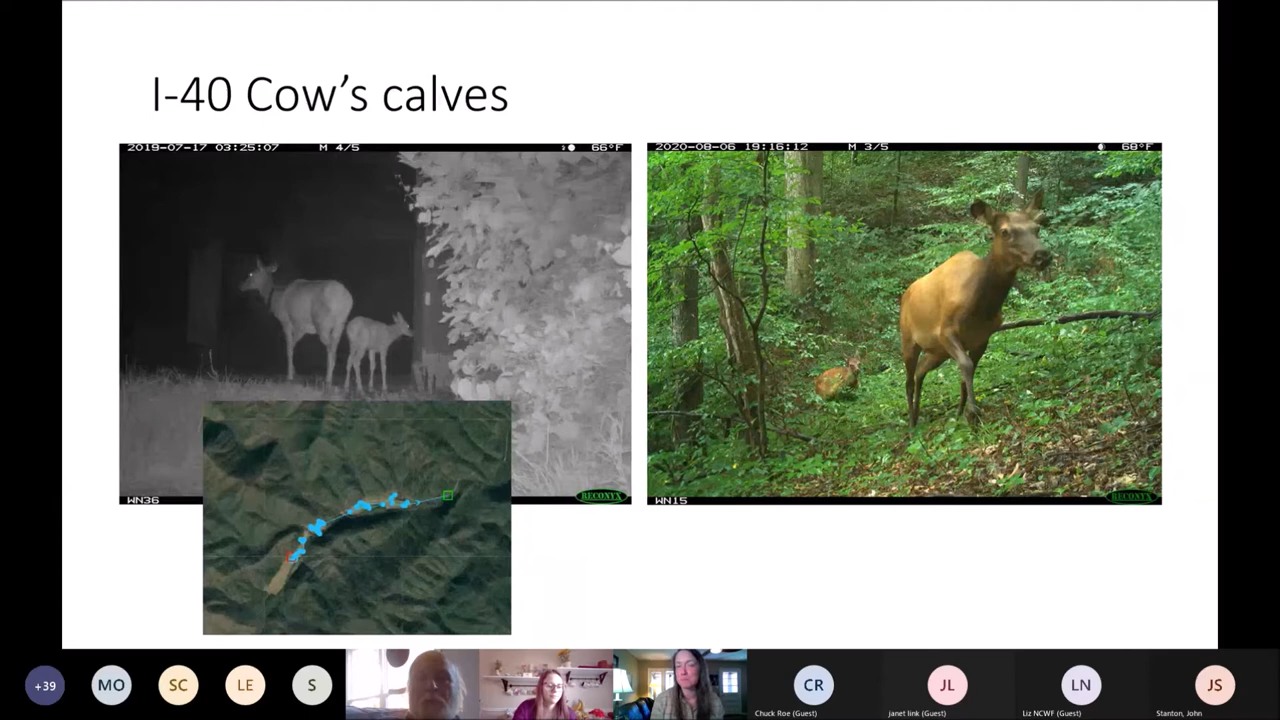 I-40 Cow's calves
2019-07-17 03:25:07 M 4/5 66°F
2020-08-06 19:16:12 M 3/5 68°F
WN36 RECONYX
WN15 RECONYX
+39 MO SC LE S CR JL LN JS
Chuck Roe (Guest) janet link (Guest) Liz NCWF (Guest) Stanton, John